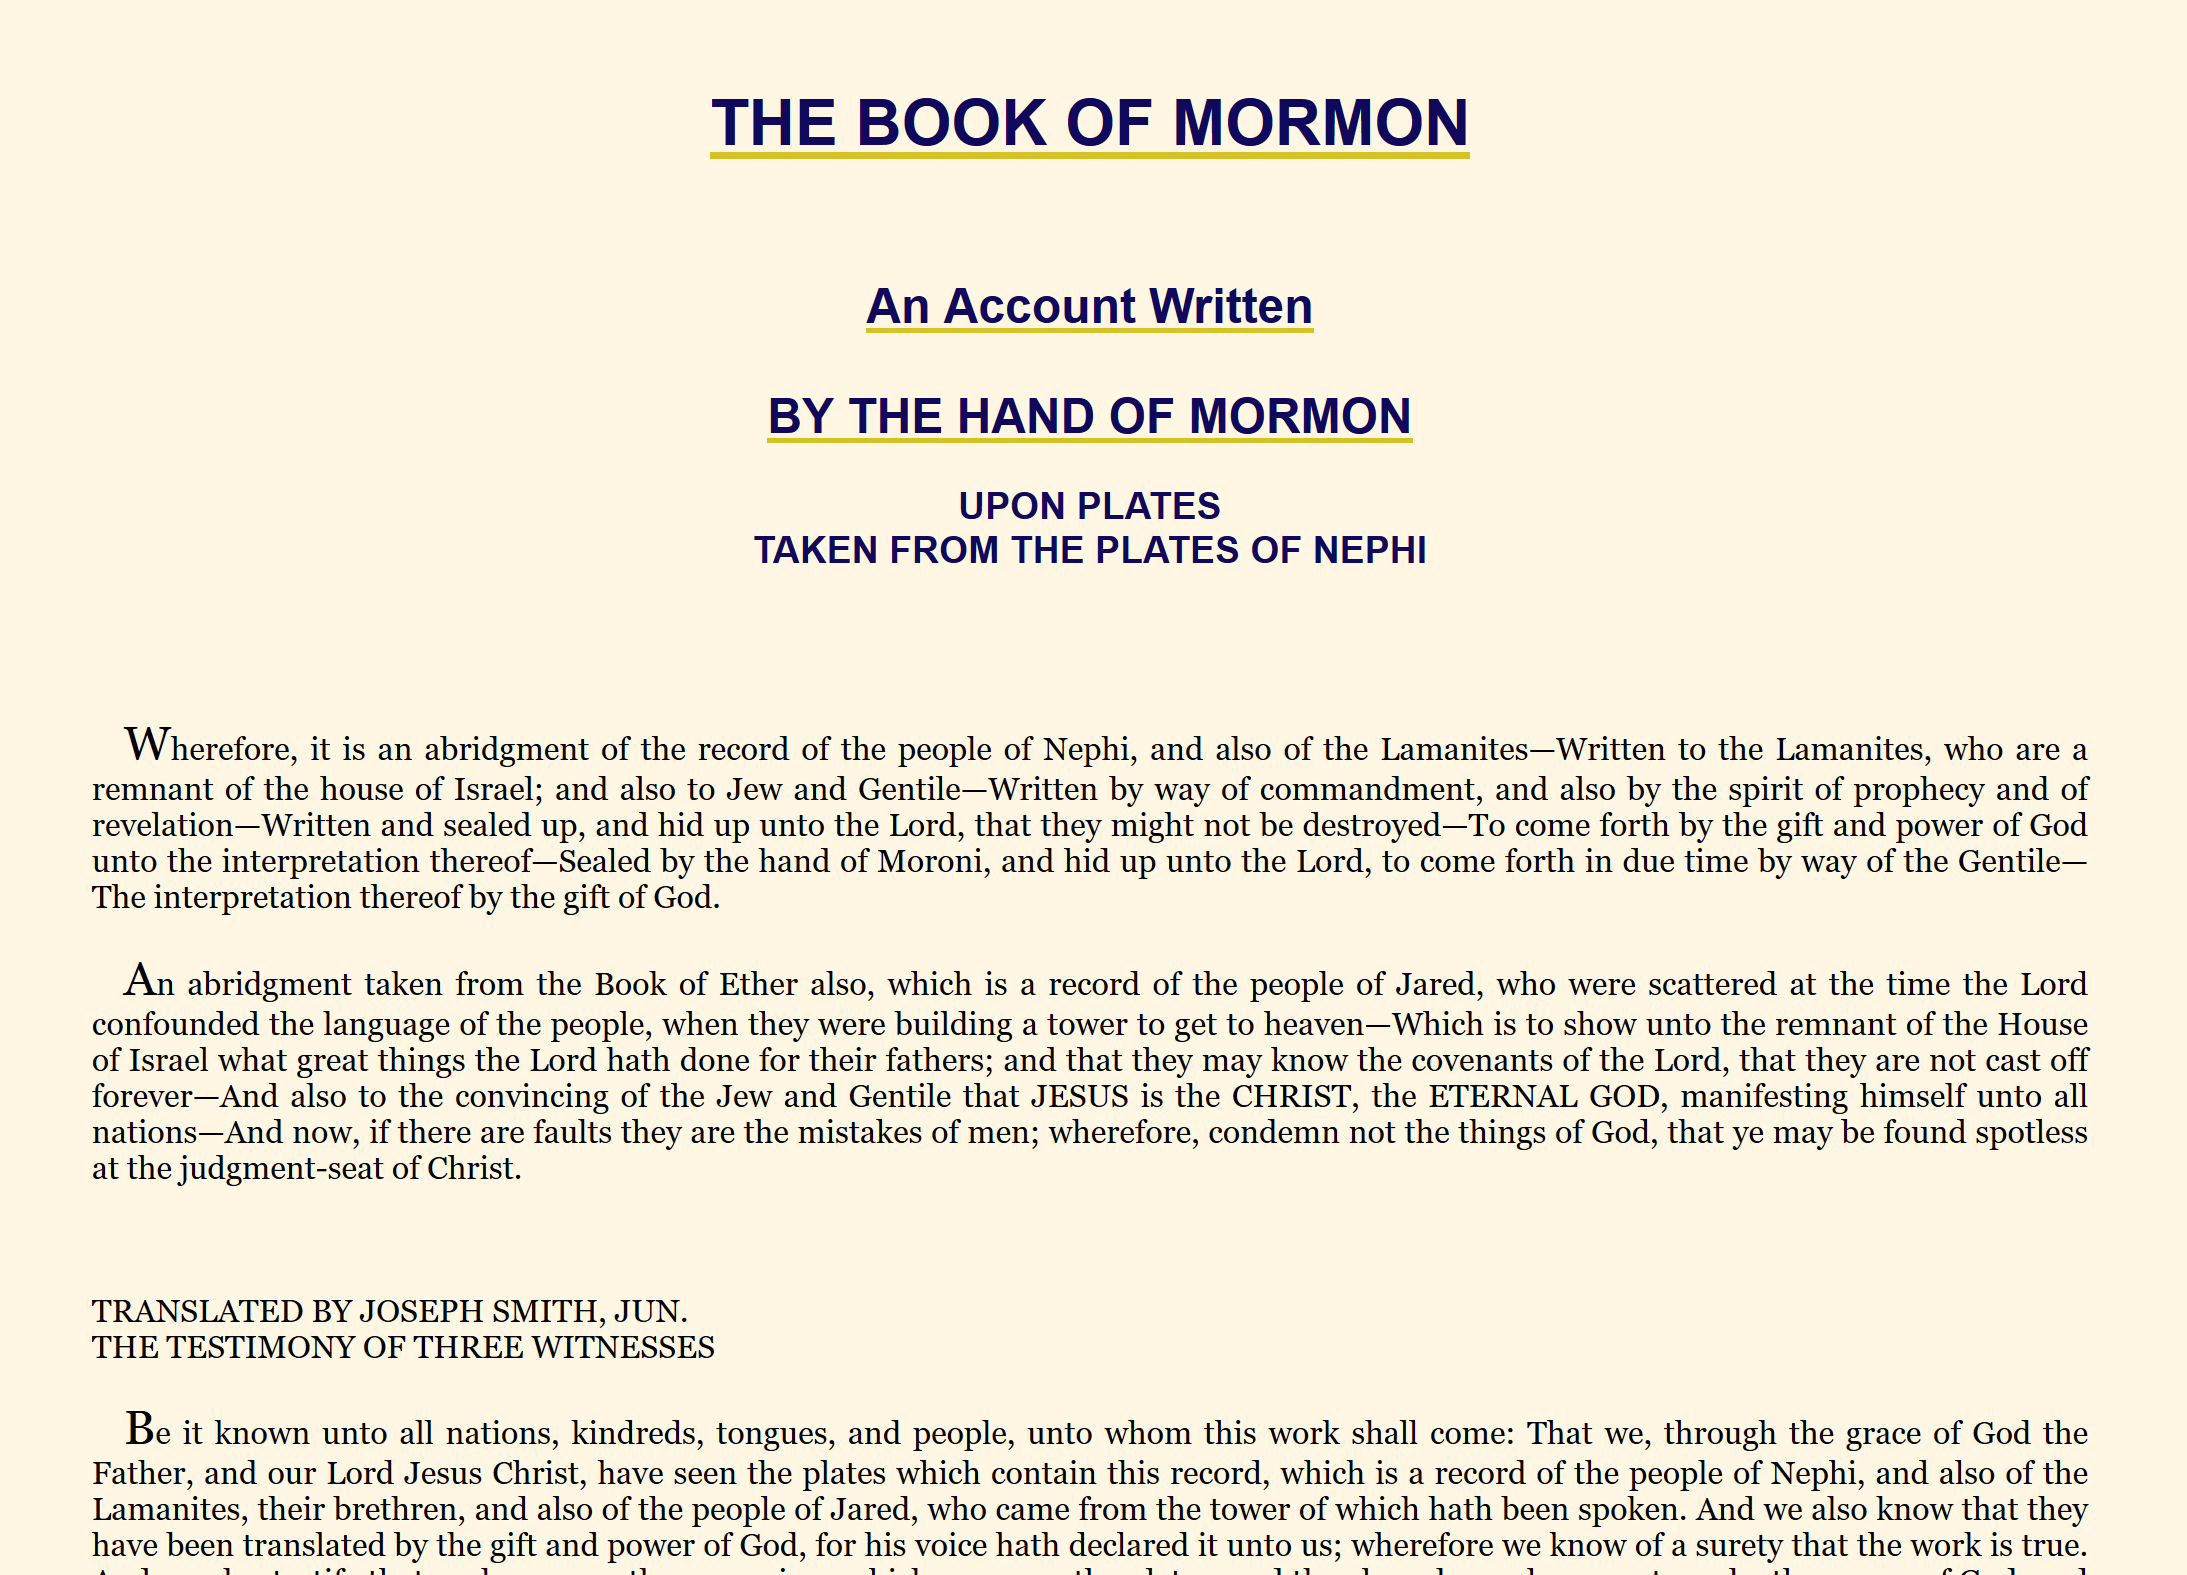 THE BOOK OF MORMON
An Account Written
BY THE HAND OF MORMON
UPON PLATES
TAKEN FROM THE PLATES OF NEPHI
Wherefore, it is an abridgment of the record of the people of Nephi, and also of the Lamanites—Written to the Lamanites, who are a
remnant of the house of Israel; and also to Jew and Gentile—Written by way of commandment, and also by the spirit of prophecy and of
revelation—Written and sealed up, and hid up unto the Lord, that they might not be destroyed—To come forth by the gift and power of God
unto the interpretation thereof—Sealed by the hand of Moroni, and hid up unto the Lord, to come forth in due time by way of the Gentile—
The interpretation thereof by the gift of God.
An abridgment taken from the Book of Ether also, which is a record of the people of Jared, who were scattered at the time the Lord
confounded the language of the people, when they were building a tower to get to heaven—Which is to show unto the remnant of the House
of Israel what great things the Lord hath done for their fathers; and that they may know the covenants of the Lord, that they are not cast off
forever—And also to the convincing of the Jew and Gentile that JESUS is the CHRIST, the ETERNAL GOD, manifesting himself unto all
nations—And now, if there are faults they are the mistakes of men; wherefore, condemn not the things of God, that ye may be found spotless
at the judgment-seat of Christ.
TRANSLATED BY JOSEPH SMITH, JUN.
THE TESTIMONY OF THREE WITNESSES
Be it known unto all nations, kindreds, tongues, and people, unto whom this work shall come: That we, through the grace of God the
Father, and our Lord Jesus Christ, have seen the plates which contain this record, which is a record of the people of Nephi, and also of the
Lamanites, their brethren, and also of the people of Jared, who came from the tower of which hath been spoken. And we also know that they
have been translated by the gift and power of God, for his voice hath declared it unto us; wherefore we know of a surety that the work is true.